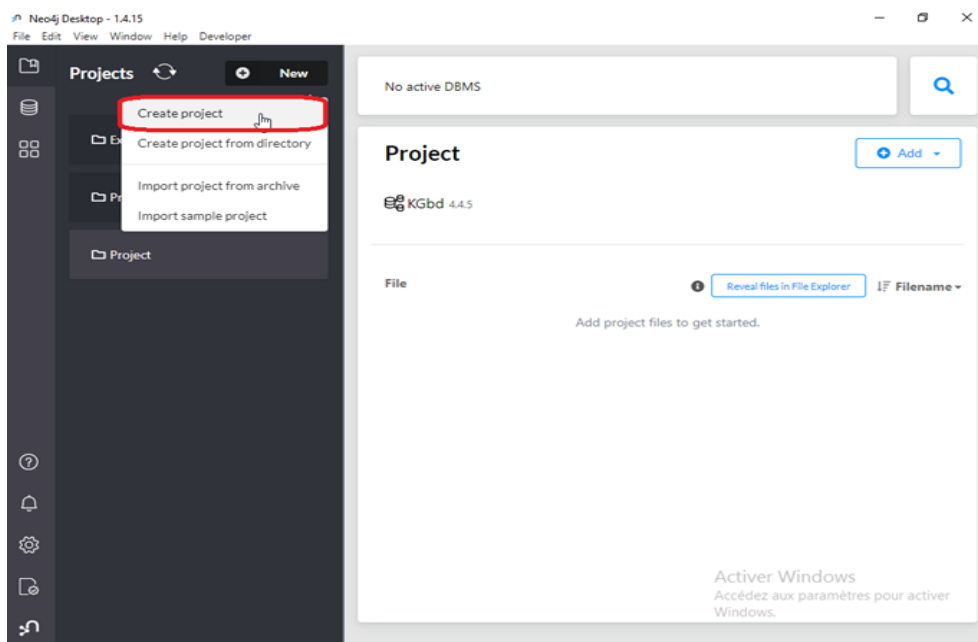 Neo4j Desktop - 1.4.15
File Edit View Window Help Developer
Projects
New
Create project
Create project from directory
Import project from archive
Import sample project
Project
No active DBMS
Project
Add
KGbd 4.4.5
File
Reveal files in File Explorer
Filename
Add project files to get started.
Activer Windows
Accédez aux paramètres pour activer
Windows.